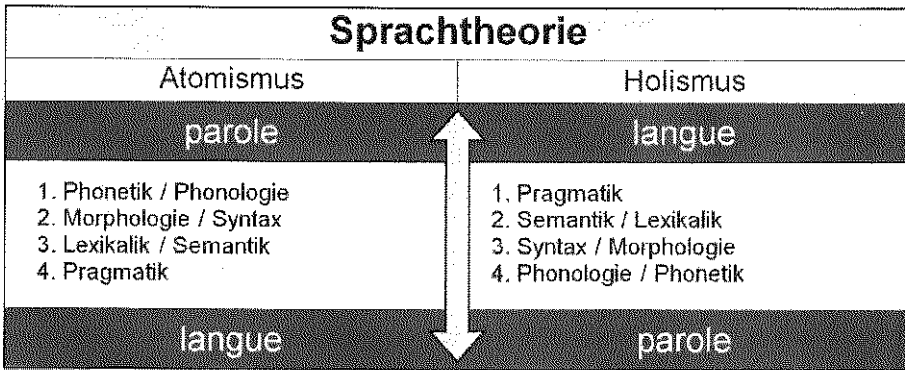 Sprachtheorie
Atomismus
Holismus
parole
langue
1. Phonetik / Phonologie
2. Morphologie / Syntax
3. Lexikalik / Semantik
4. Pragmatik
1. Pragmatik
2. Semantik / Lexikalik
3. Syntax / Morphologie
4. Phonologie / Phonetik
langue
parole